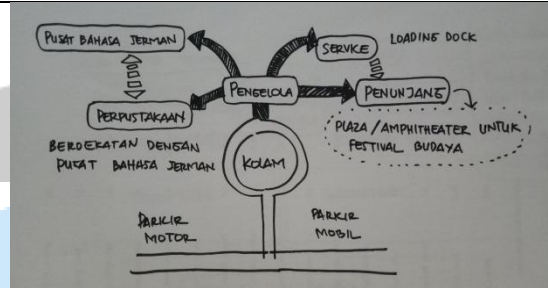 PUSAT BAHASA JERMAN
SERVICE
LOADING DOCK
PENGELOLA
PENUNJANG
PERPUSTAKAAN
BERDEKATAN DENGAN
PUSAT BAHASA JERMAN
PLAZA/AMPHITHEATER UNTUK
FESTIVAL BUDAYA
KOLAM
PARKIR
MOTOR
PARKIR
MOBIL